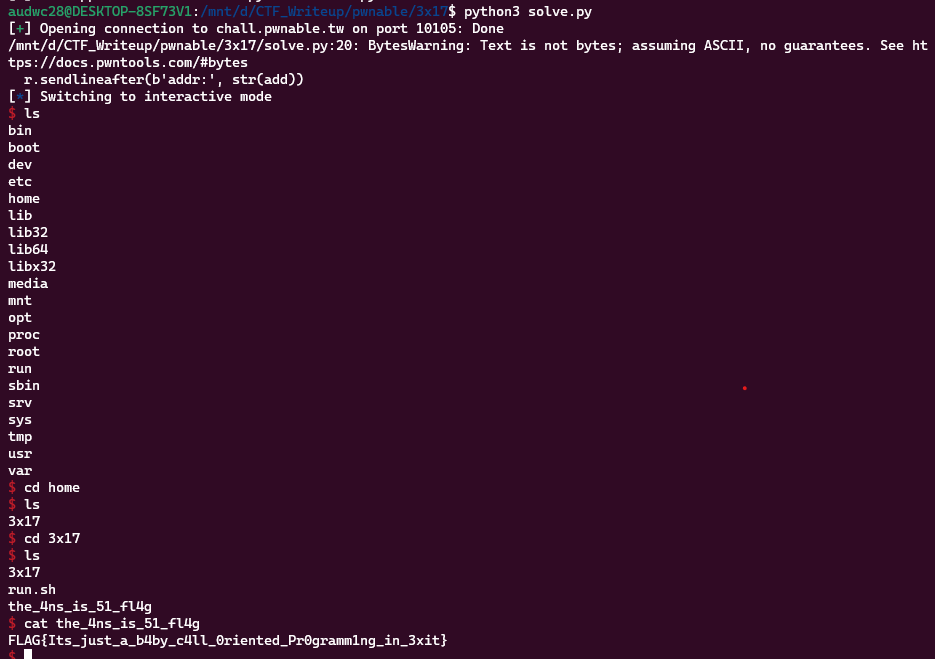 audwc28@DESKTOP-8SF73V1:/mnt/d/CTF_Writeup/pwnable/3x17$ python3 solve.py
[+] Opening connection to chall.pwnable.tw on port 10105: Done
/mnt/d/CTF_Writeup/pwnable/3x17/solve.py:20: BytesWarning: Text is not bytes; assuming ASCII, no guarantees. See ht
tps://docs.pwntools.com/#bytes
  r.sendlineafter(b'addr:', str(add))
[*] Switching to interactive mode
$ ls
bin
boot
dev
etc
home
lib
lib32
lib64
libx32
media
mnt
opt
proc
root
run
sbin
srv
sys
tmp
usr
var
$ cd home
$ ls
3x17
$ cd 3x17
$ ls
3x17
run.sh
the_4ns_is_51_fl4g
$ cat the_4ns_is_51_fl4g
FLAG{Its_just_a_b4by_c4ll_0riented_Pr0gramm1ng_in_3xit}
$